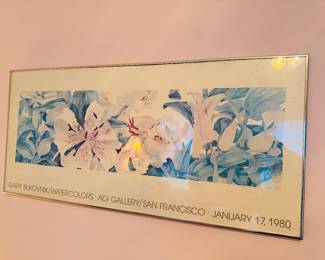 GARY BUKOVNIK/WATERCOLORS · ADI GALLERY/SAN FRANCISCO · JANUARY 17, 1980